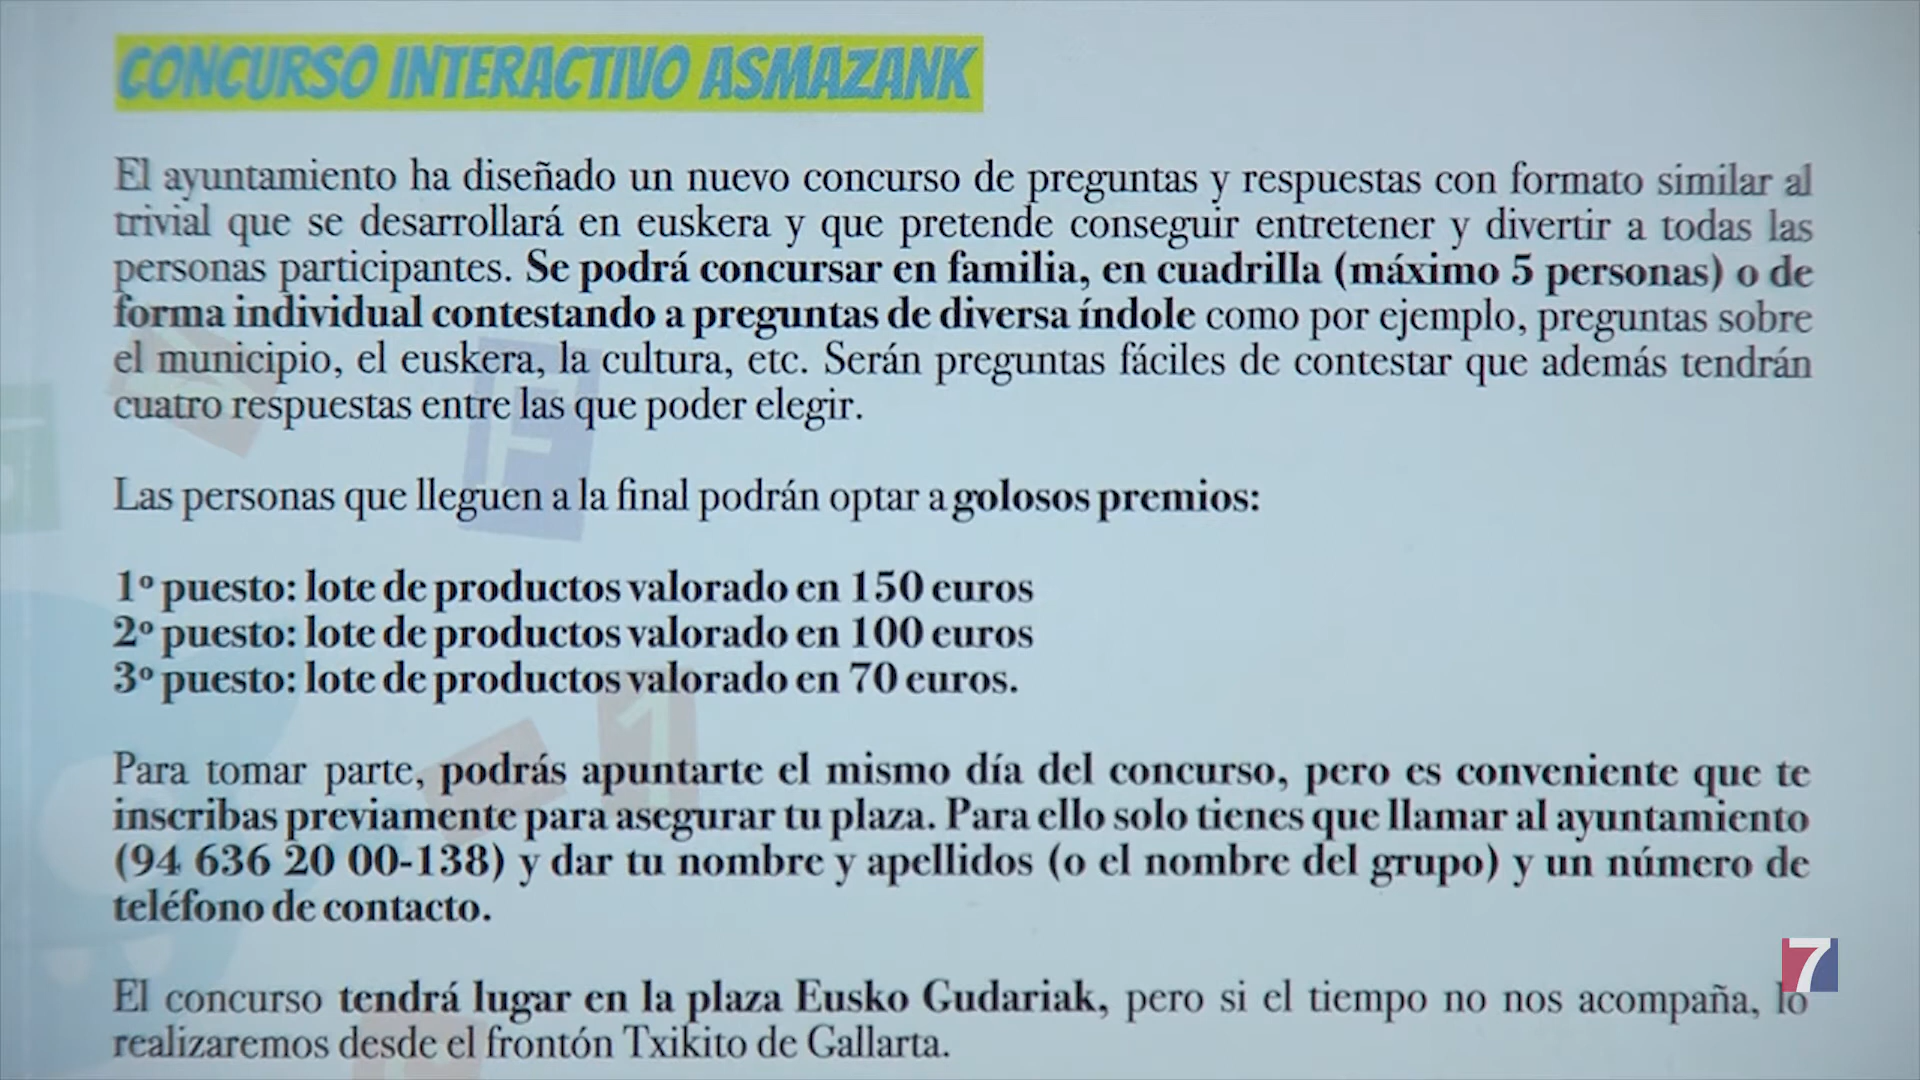 CONCURSO INTERACTIVO ASMAZANK
El ayuntamiento ha diseñado un nuevo concurso de preguntas y respuestas con formato similar al
trivial que se desarrollará en euskera y que pretende conseguir entretener y divertir a todas las
personas participantes. Se podrá concursar en familia, en cuadrilla (máximo 5 personas) o de
forma individual contestando a preguntas de diversa índole como por ejemplo, preguntas sobre
el municipio, el euskera, la cultura, etc. Serán preguntas fáciles de contestar que además tendrán
cuatro respuestas entre las que poder elegir.
Las personas que lleguen a la final podrán optar a golosos premios:
1º puesto: lote de productos valorado en 150 euros
2º puesto: lote de productos valorado en 100 euros
3º puesto: lote de productos valorado en 70 euros.
Para tomar parte, podrás apuntarte el mismo día del concurso, pero es conveniente que te
inscribas previamente para asegurar tu plaza. Para ello solo tienes que llamar al ayuntamiento
(94 636 20 00-138) y dar tu nombre y apellidos (o el nombre del grupo) y un número de
teléfono de contacto.
7
El concurso tendrá lugar en la plaza Eusko Gudariak, pero si el tiempo no nos acompaña, lo
realizaremos desde el frontón Txikito de Gallarta.
F
1